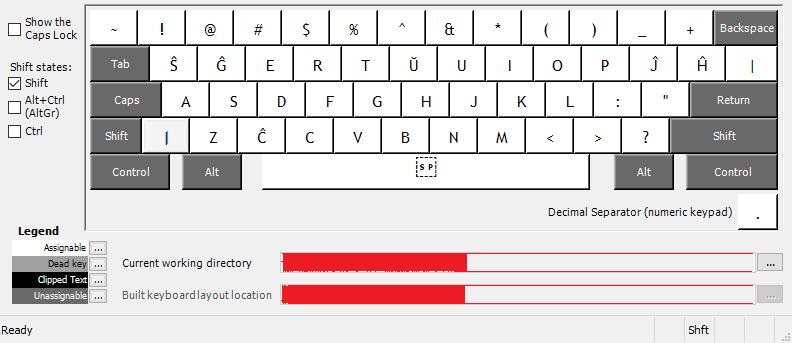 Show the
Caps Lock
Shift states:
Shift
Alt+Ctrl
(AltGr)
Ctrl
~ ! @ # $ % ^ & * ( ) _ + Backspace
Tab Ŝ Ĝ E R T Ŭ U I O P Ĵ Ĥ |
Caps A S D F G H J K L : " Return
Shift | Z Ĉ C V B N M < > ? Shift
Control Alt SP Alt Control
Decimal Separator (numeric keypad) .
Legend
Assignable ...
Dead key ...
Clipped Text ...
Unassignable ...
Current working directory ...
Built keyboard layout location ...
Ready Shft